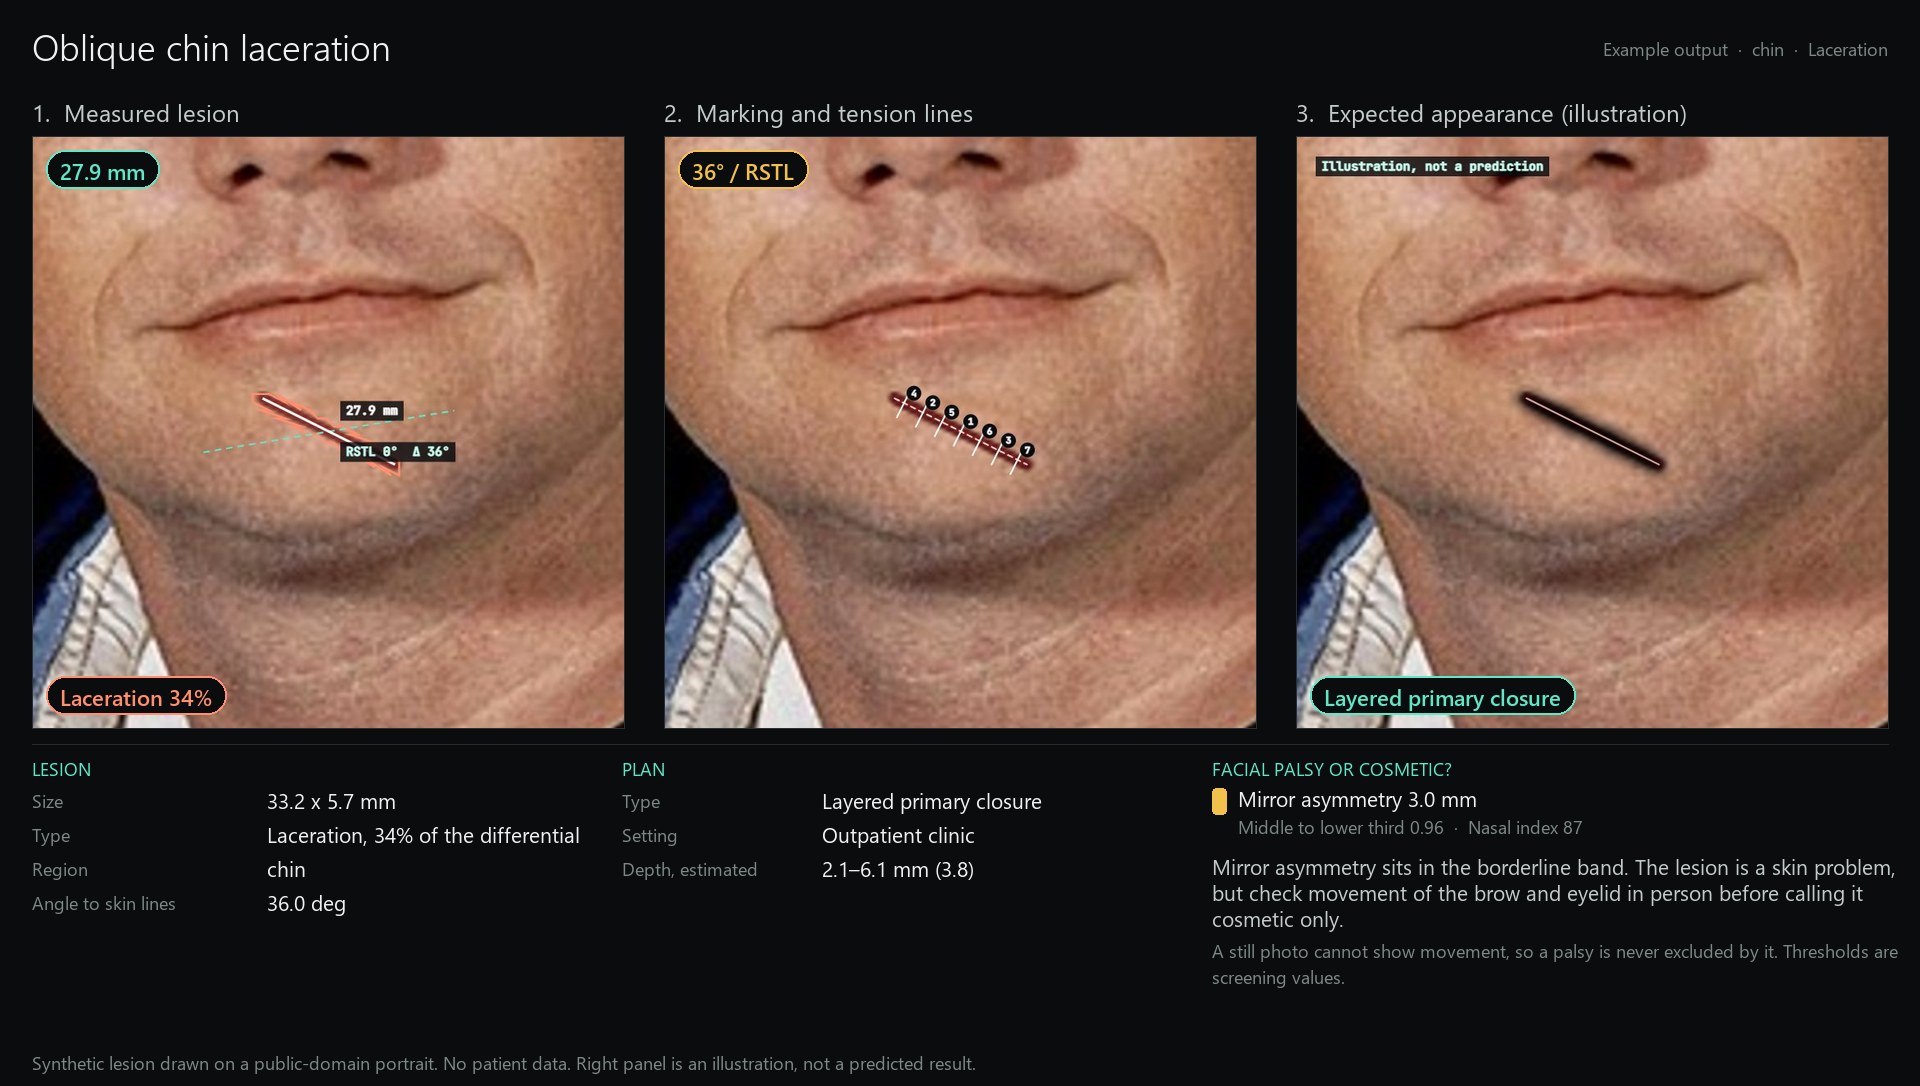 Oblique chin laceration
Example output · chin · Laceration
1. Measured lesion
2. Marking and tension lines
3. Expected appearance (illustration)
27.9 mm
27.9 mm
RSTL 0° Δ 36°
Laceration 34%
36° / RSTL
4
2
5
1
6
3
7
Illustration, not a prediction
Layered primary closure
LESION
Size 33.2 x 5.7 mm
Type Laceration, 34% of the differential
Region chin
Angle to skin lines 36.0 deg
PLAN
Type Layered primary closure
Setting Outpatient clinic
Depth, estimated 2.1–6.1 mm (3.8)
FACIAL PALSY OR COSMETIC?
Mirror asymmetry 3.0 mm
Middle to lower third 0.96 · Nasal index 87
Mirror asymmetry sits in the borderline band. The lesion is a skin problem,
but check movement of the brow and eyelid in person before calling it
cosmetic only.
A still photo cannot show movement, so a palsy is never excluded by it. Thresholds are
screening values.
Synthetic lesion drawn on a public-domain portrait. No patient data. Right panel is an illustration, not a predicted result.